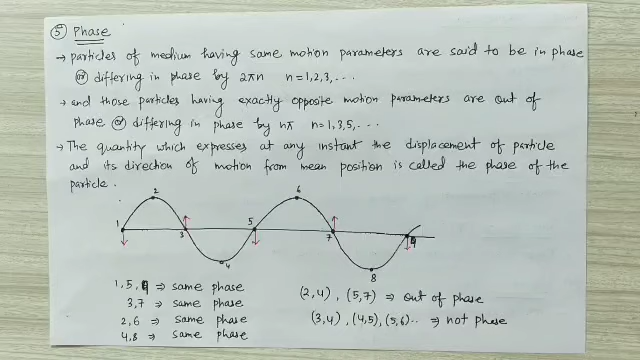 ⑤ Phase
→ particles of medium having same motion parameters are said to be in phase
or differing in phase by 2πn n=1,2,3,...
→ and those particles having exactly opposite motion parameters are out of
phase or differing in phase by nπ n=1,3,5,...
→ The quantity which expresses at any instant the displacement of particle
and its direction of motion from mean position is called the phase of the
particle.
1 2 3 4 5 6 7 8 9
1,5,9 ⇒ same phase
3,7 ⇒ same phase
2,6 ⇒ same phase
4,8 ⇒ same phase
(2,4), (5,7) ⇒ out of phase
(3,4), (4,5), (5,6).. ⇒ not phase